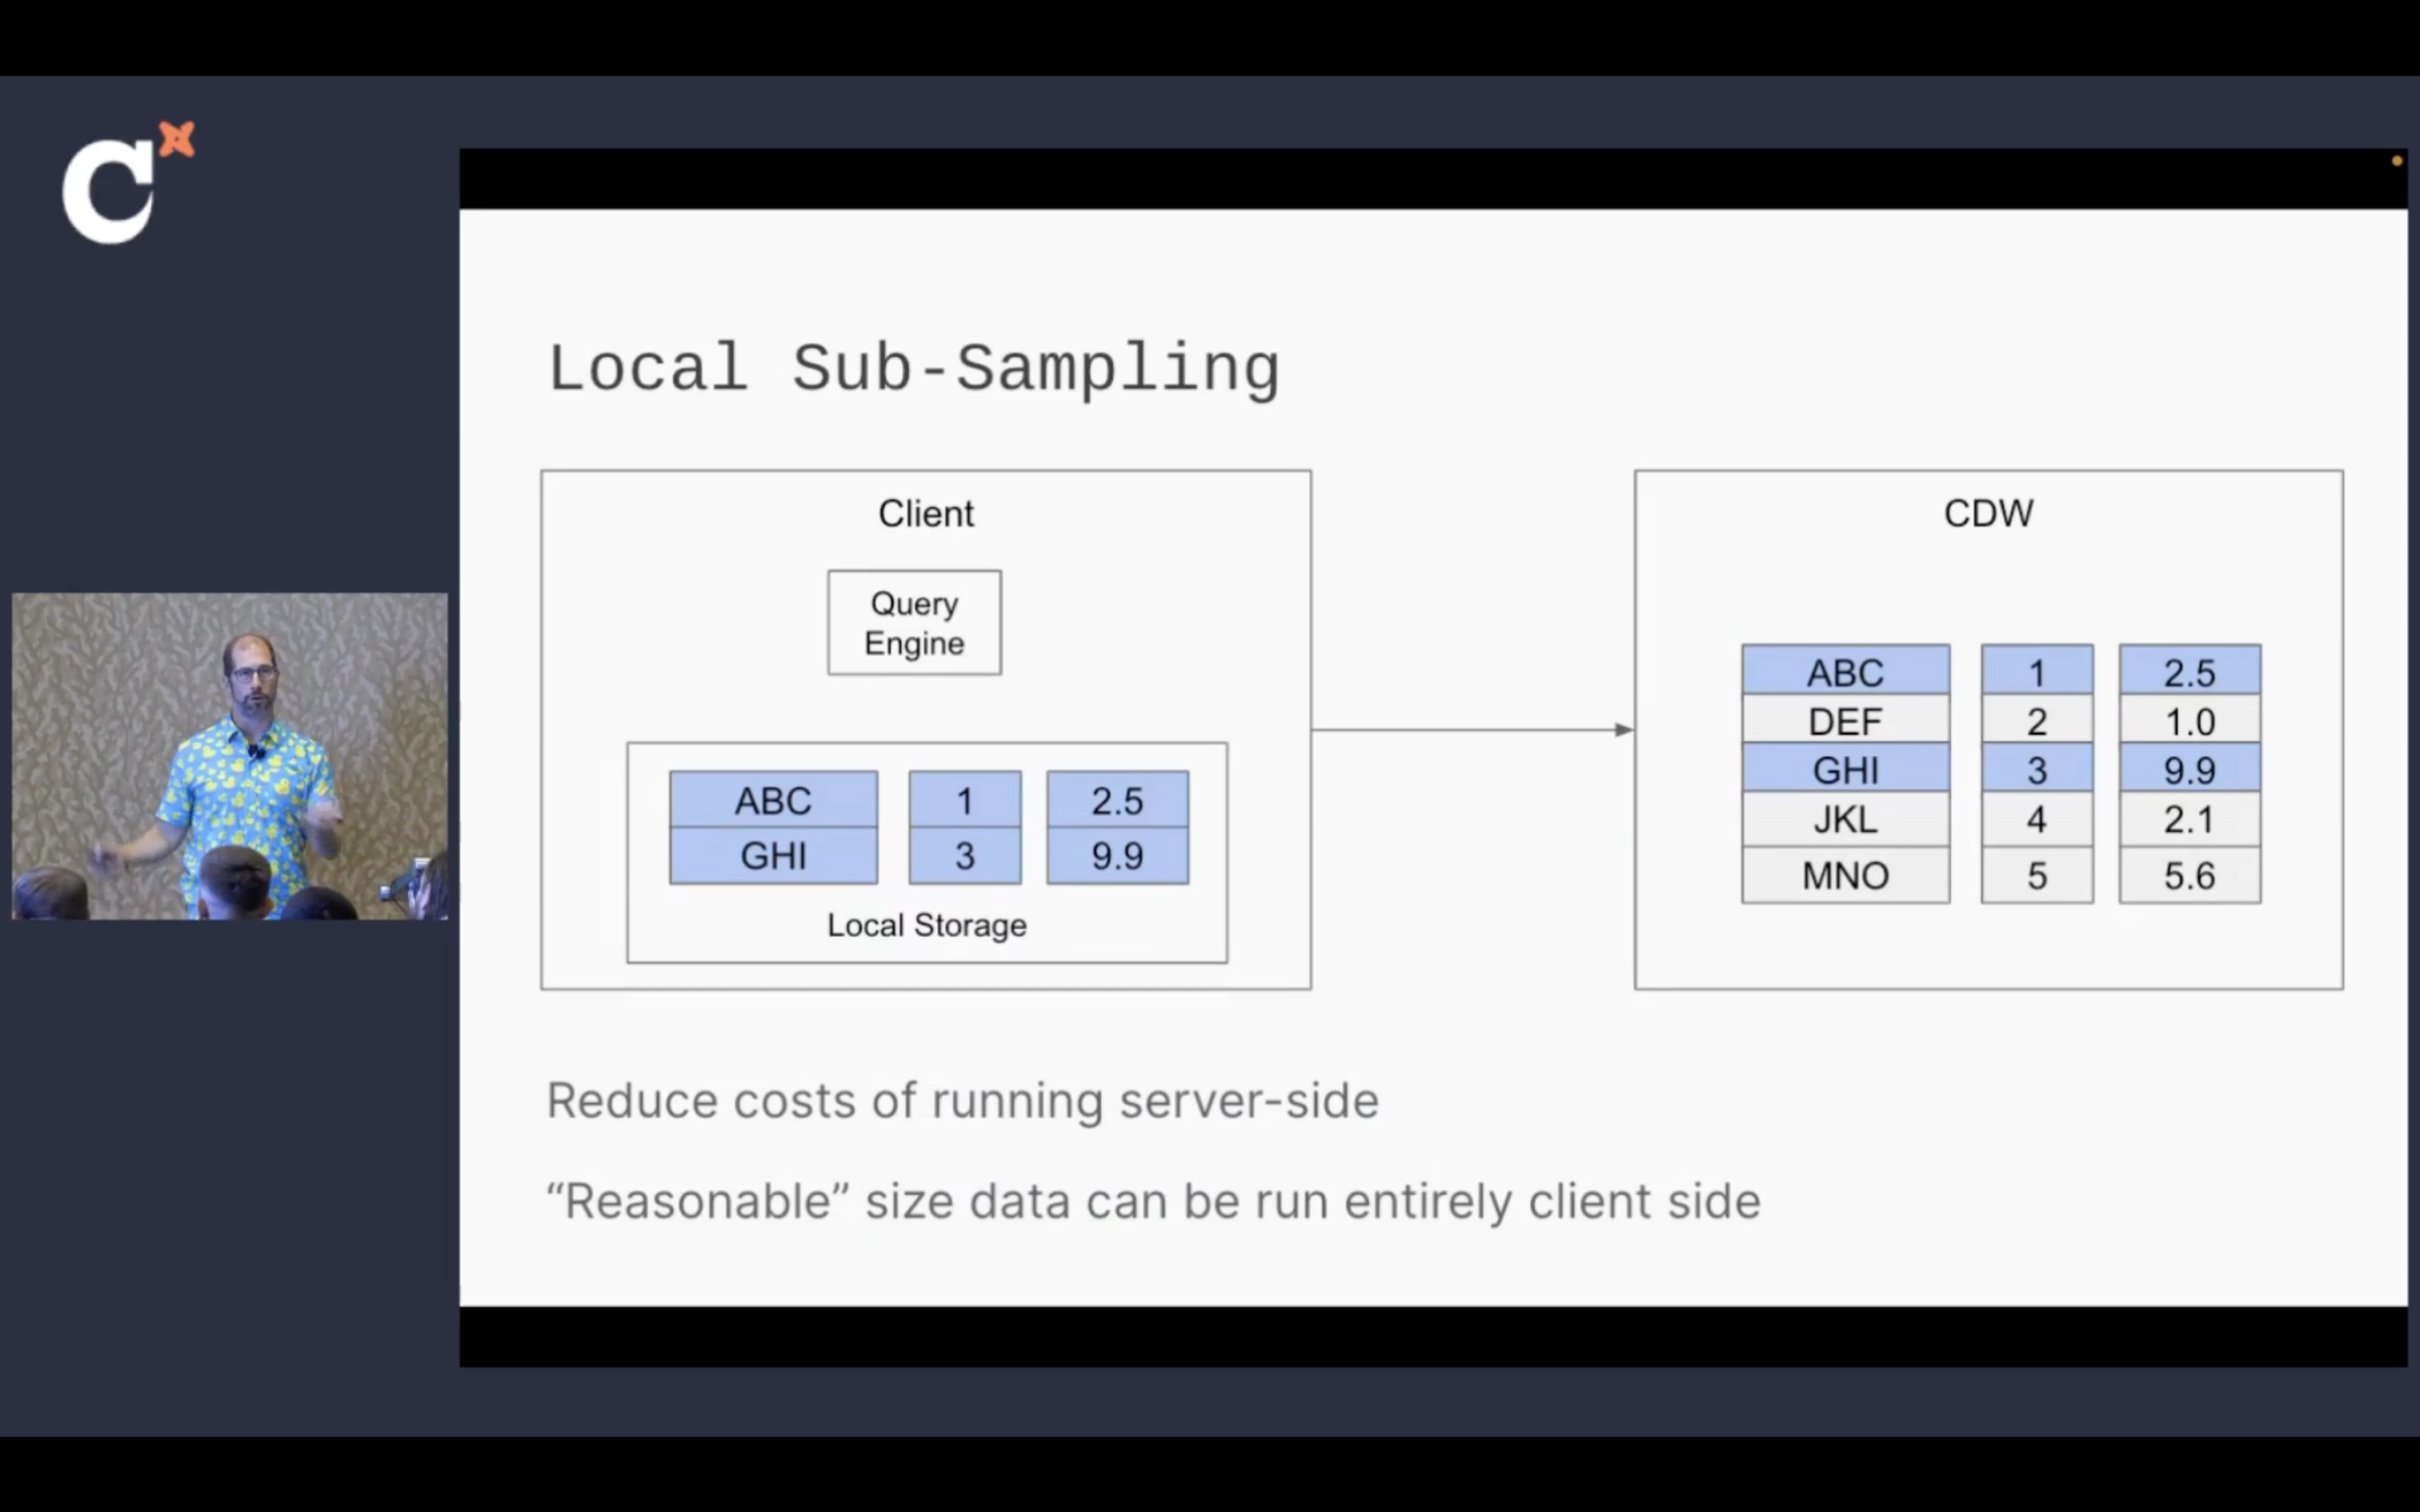 C
Local Sub-Sampling
Client
Query
Engine
ABC 1 2.5
GHI 3 9.9
Local Storage
CDW
ABC 1 2.5
DEF 2 1.0
GHI 3 9.9
JKL 4 2.1
MNO 5 5.6
Reduce costs of running server-side
“Reasonable” size data can be run entirely client side